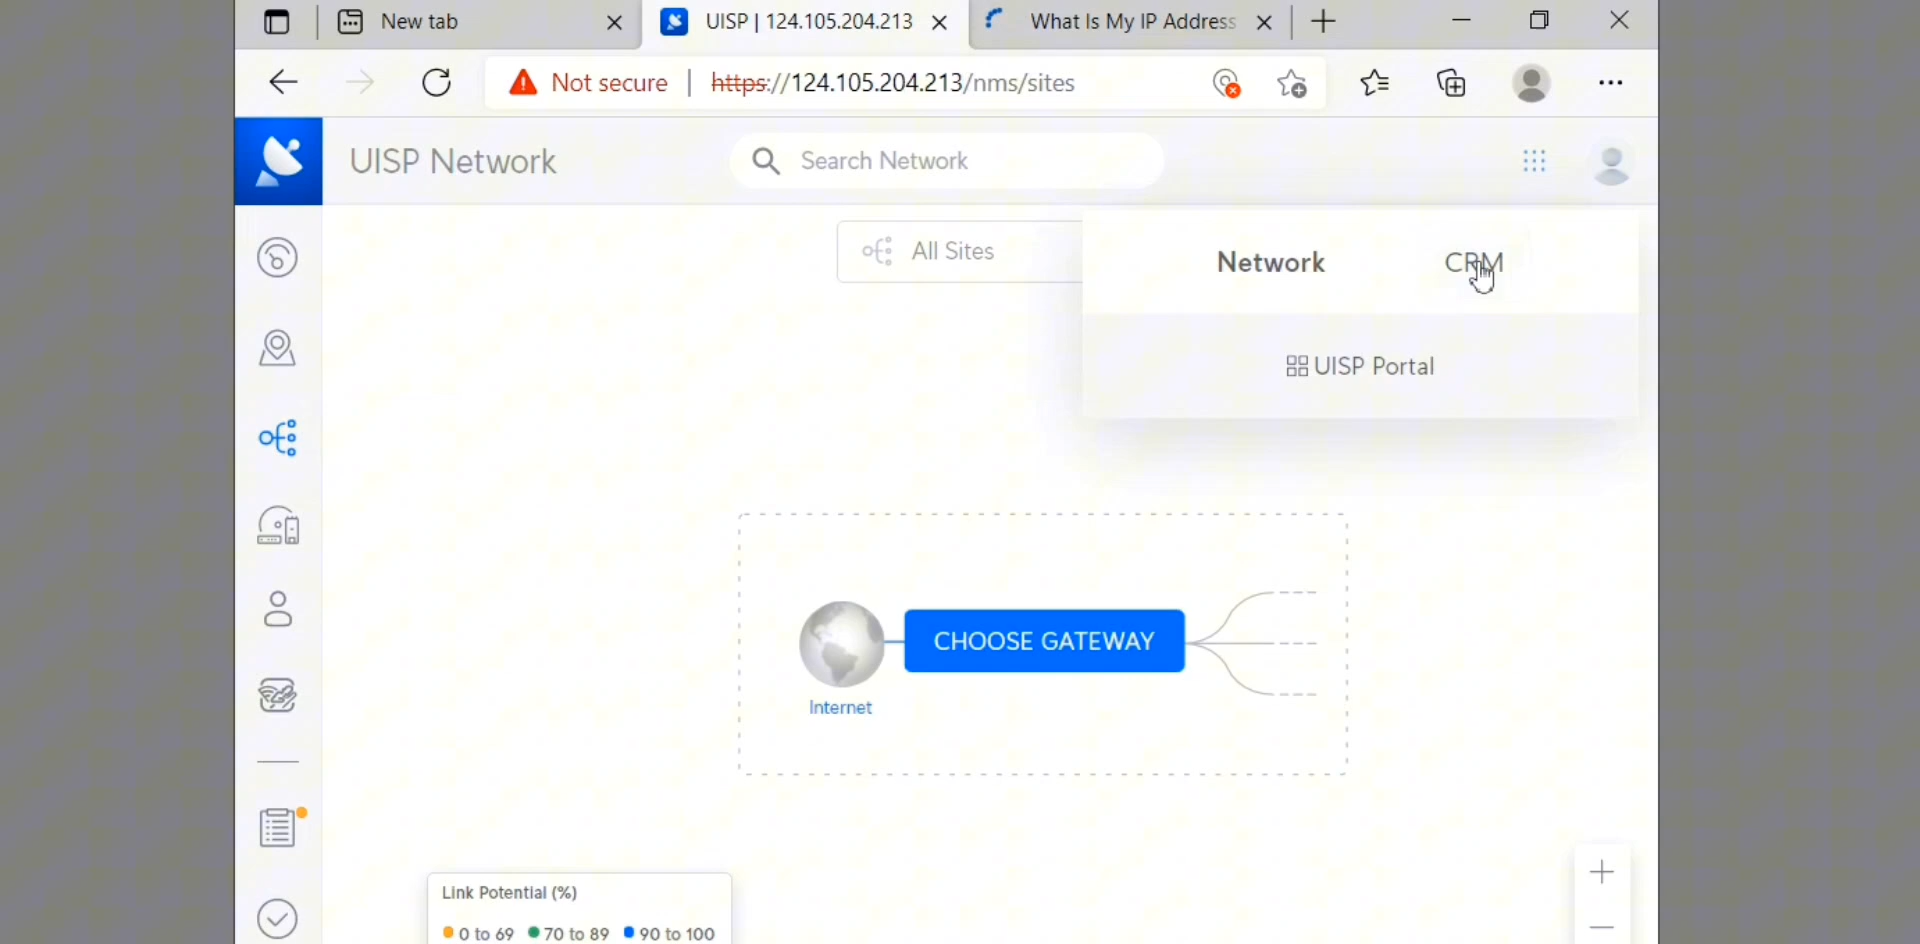 New tab
UISP | 124.105.204.213
What Is My IP Address
Not secure
https://124.105.204.213/nms/sites
UISP Network
Search Network
All Sites
Network
CRM
UISP Portal
CHOOSE GATEWAY
Internet
Link Potential (%)
0 to 69
70 to 89
90 to 100